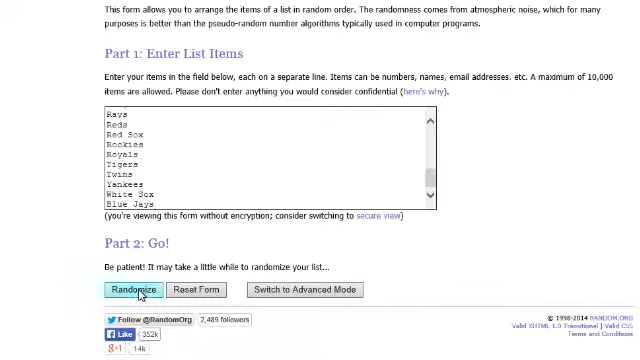 This form allows you to arrange the items of a list in random order. The randomness comes from atmospheric noise, which for many
purposes is better than the pseudo-random number algorithms typically used in computer programs.
Part 1: Enter List Items
Enter your items in the field below, each on a separate line. Items can be numbers, names, email addresses, etc. A maximum of 10,000
items are allowed. Please don't enter anything you would consider confidential (here's why).
Rays
Reds
Red Sox
Rockies
Royals
Tigers
Twins
Yankees
White Sox
Blue Jays
(you're viewing this form without encryption; consider switching to secure view)
Part 2: Go!
Be patient! It may take a little while to randomize your list...
Randomize Reset Form Switch to Advanced Mode
Follow @RandomOrg 2,489 followers
Like 352k
g+1 14k
© 1998-2014 RANDOM.ORG
Valid XHTML 1.0 Transitional | Valid CSS
Terms and Conditions